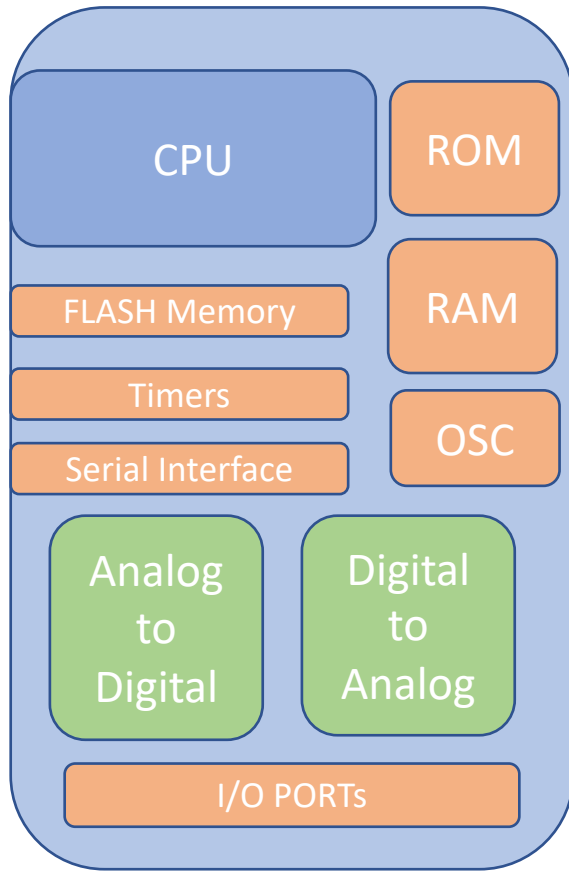 CPU
ROM
FLASH Memory
RAM
Timers
OSC
Serial Interface
Analog
to
Digital
Digital
to
Analog
I/O PORTs